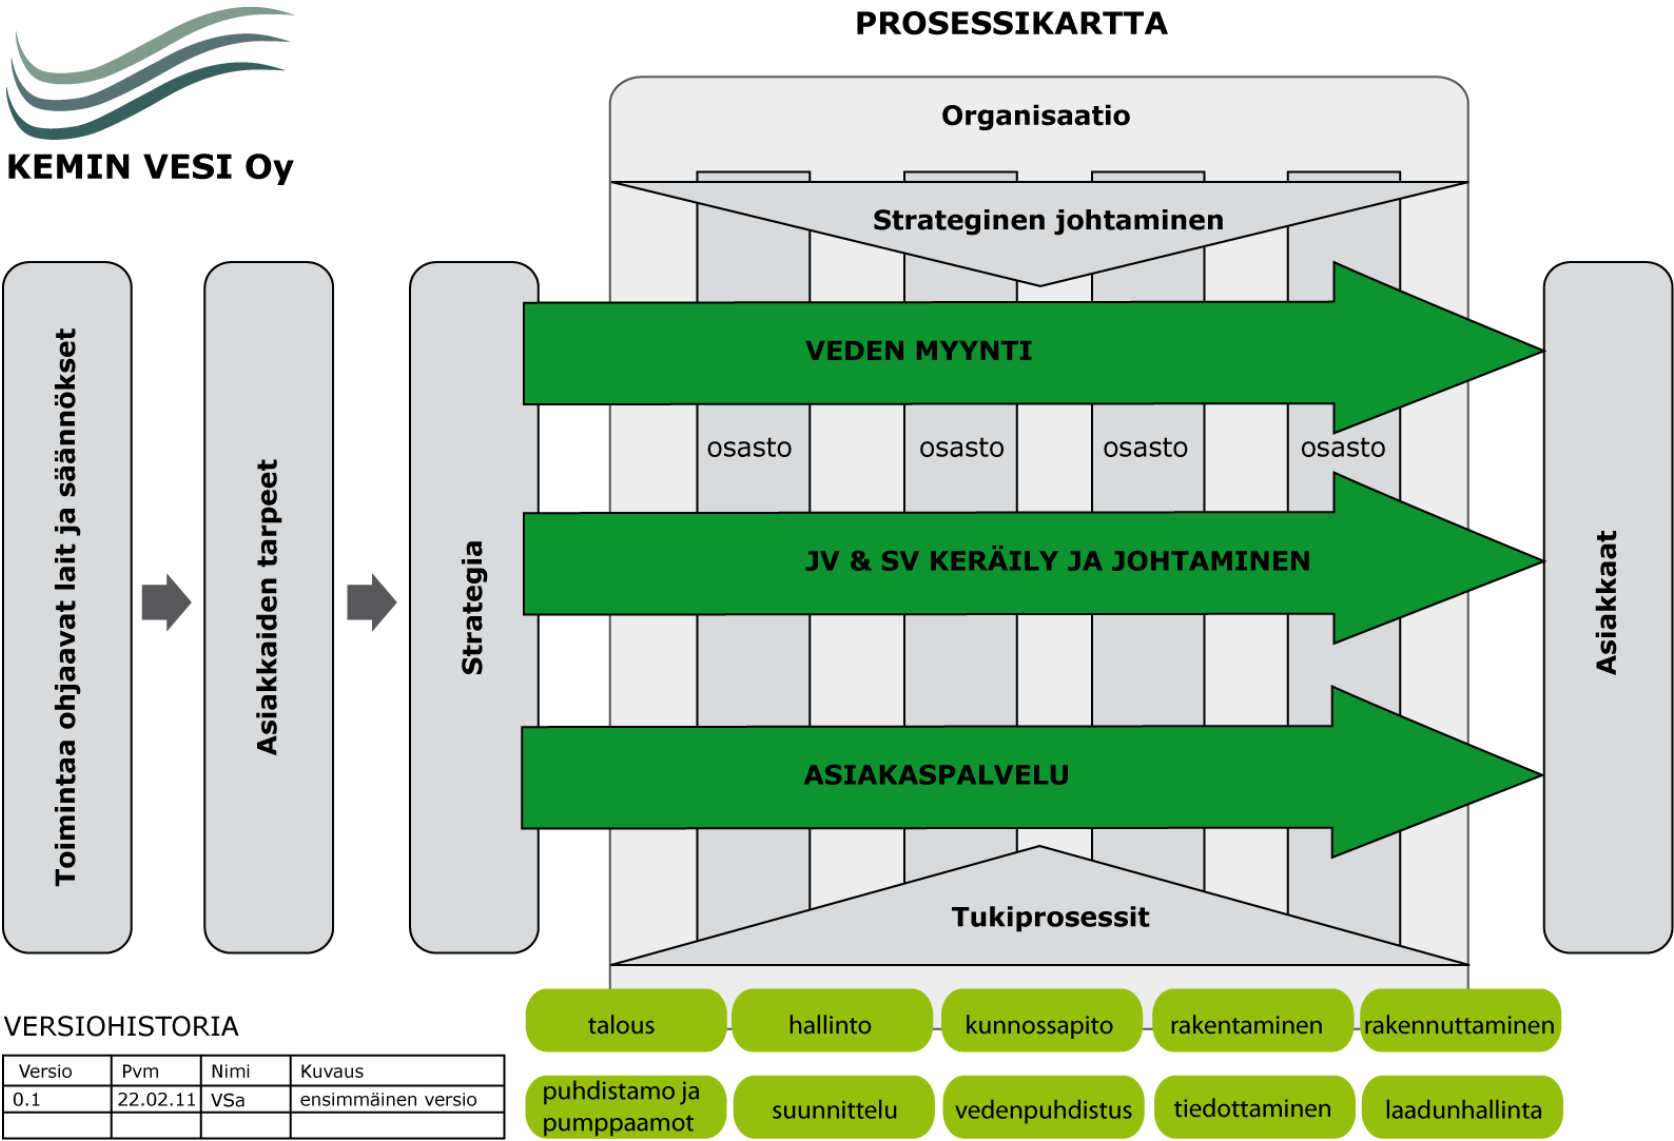 PROSESSIKARTTA
KEMIN VESI Oy
Organisaatio
Strateginen johtaminen
Toimintaa ohjaavat lait ja säännökset
Asiakkaiden tarpeet
Strategia
VEDEN MYYNTI
osasto
osasto
osasto
osasto
JV & SV KERÄILY JA JOHTAMINEN
ASIAKASPALVELU
Asiakkaat
Tukiprosessit
talous
hallinto
kunnossapito
rakentaminen
rakennuttaminen
puhdistamo ja
pumppaamot
suunnittelu
vedenpuhdistus
tiedottaminen
laadunhallinta
VERSIOHISTORIA
Versio Pvm Nimi Kuvaus
0.1 22.02.11 VSa ensimmäinen versio